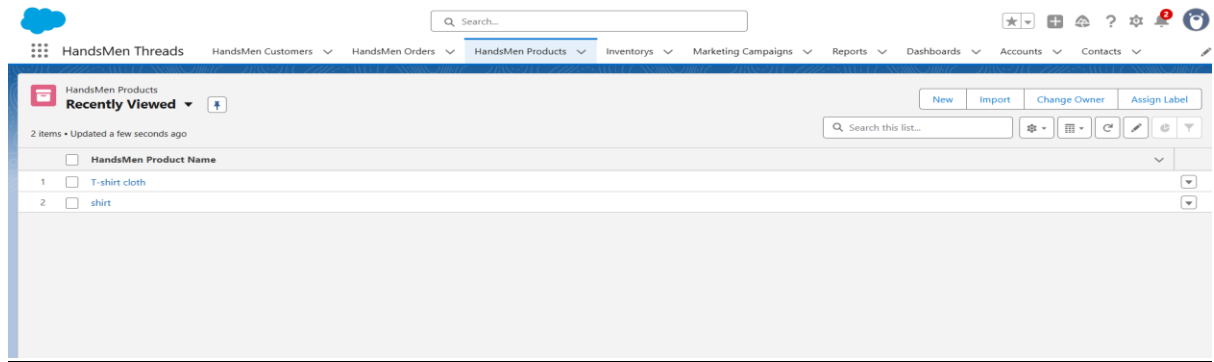 Search...
2
HandsMen Threads HandsMen Customers HandsMen Orders HandsMen Products Inventorys Marketing Campaigns Reports Dashboards Accounts Contacts
HandsMen Products
Recently Viewed
New Import Change Owner Assign Label
2 items • Updated a few seconds ago
Search this list...
HandsMen Product Name
1 T-shirt cloth
2 shirt